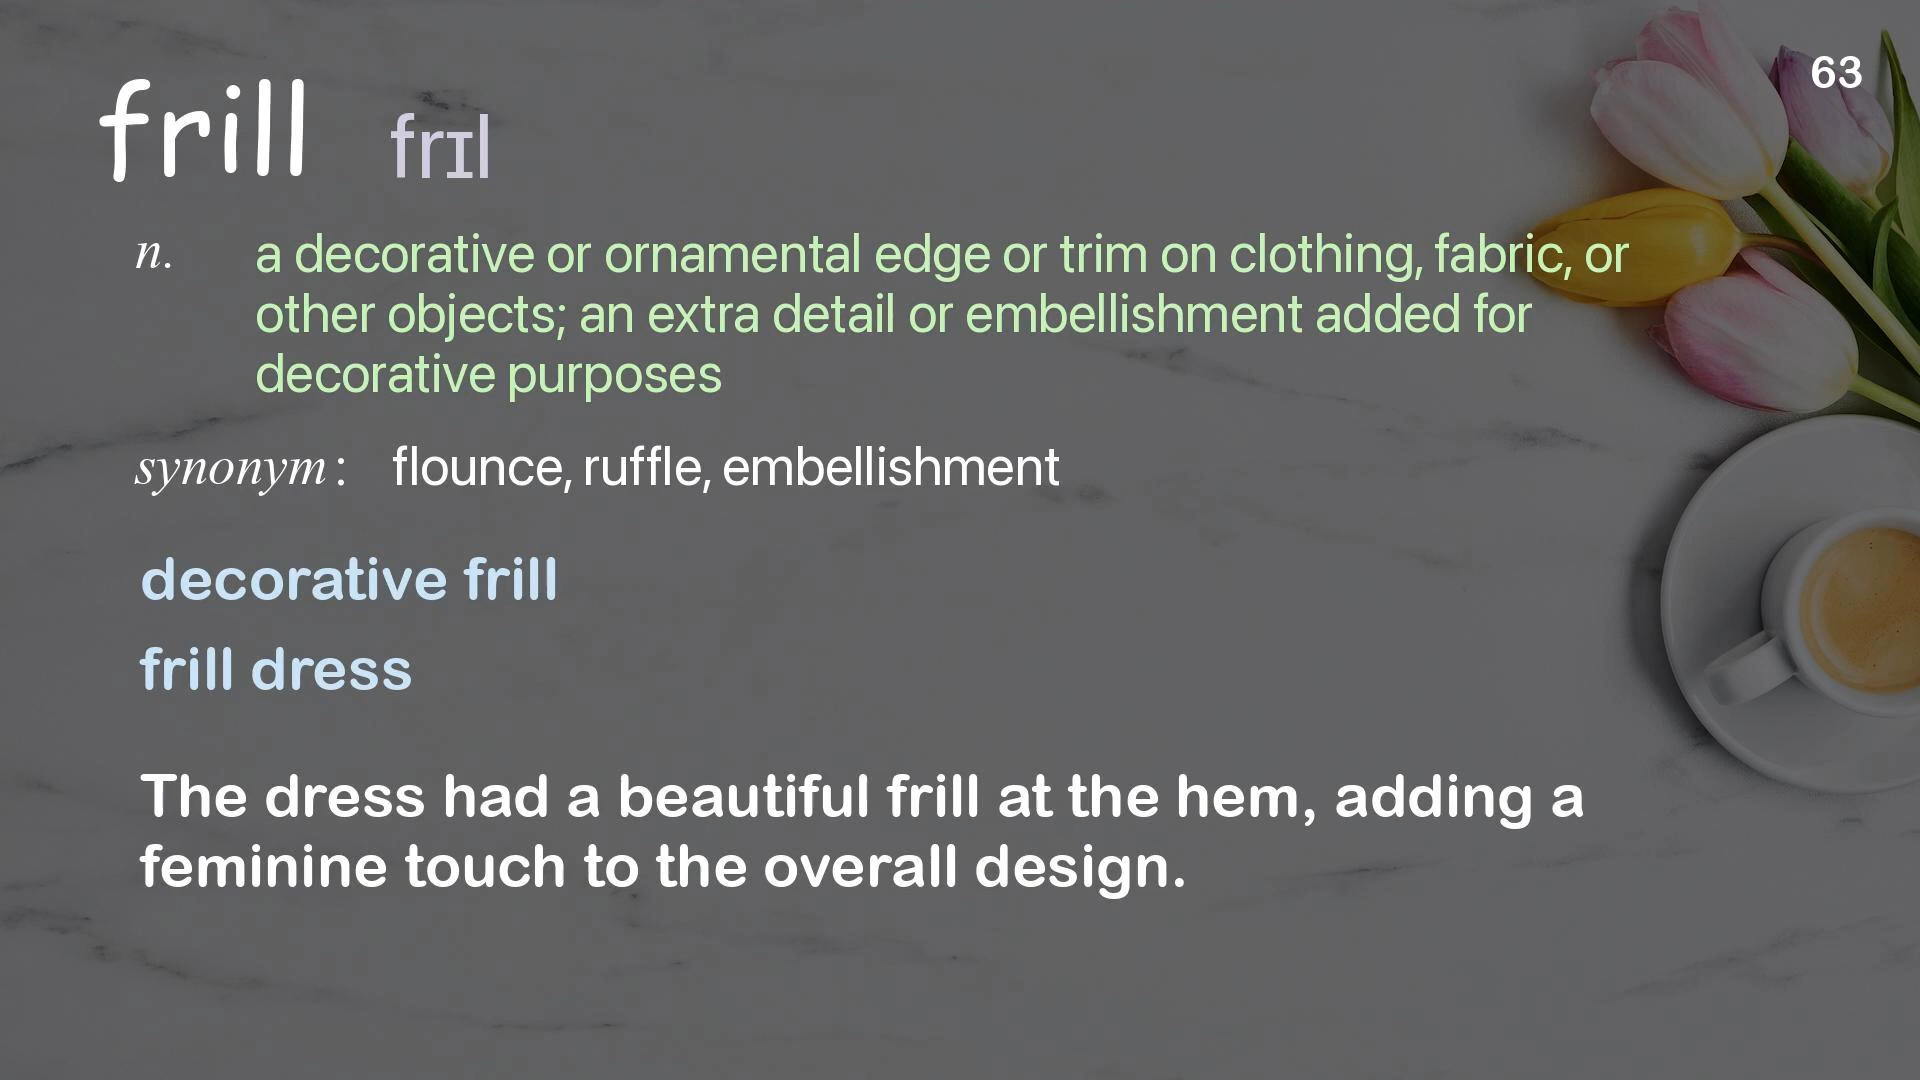 63
frill frɪl
n. a decorative or ornamental edge or trim on clothing, fabric, or
other objects; an extra detail or embellishment added for
decorative purposes
synonym: flounce, ruffle, embellishment
decorative frill
frill dress
The dress had a beautiful frill at the hem, adding a
feminine touch to the overall design.